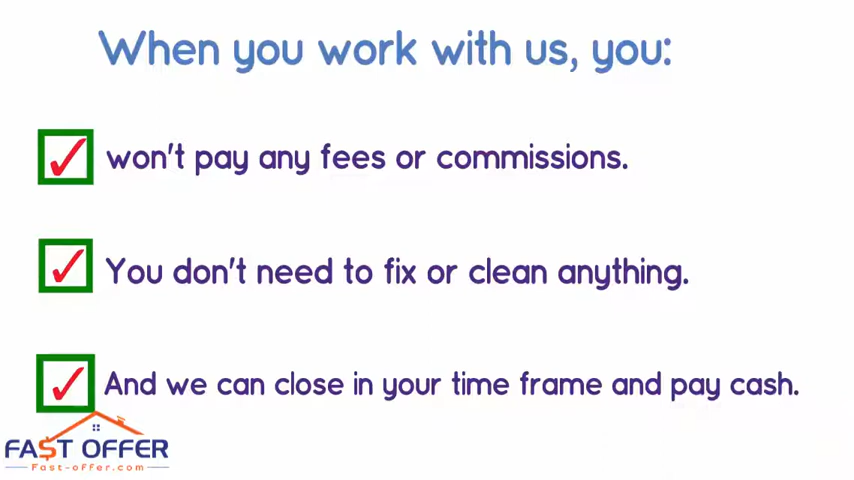 When you work with us, you:
won't pay any fees or commissions.
You don't need to fix or clean anything.
And we can close in your time frame and pay cash.
FA$T OFFER
Fast-offer.com